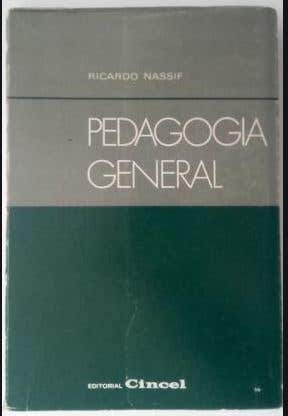 RICARDO NASSIF
PEDAGOGIA
GENERAL
EDITORIAL Cincel